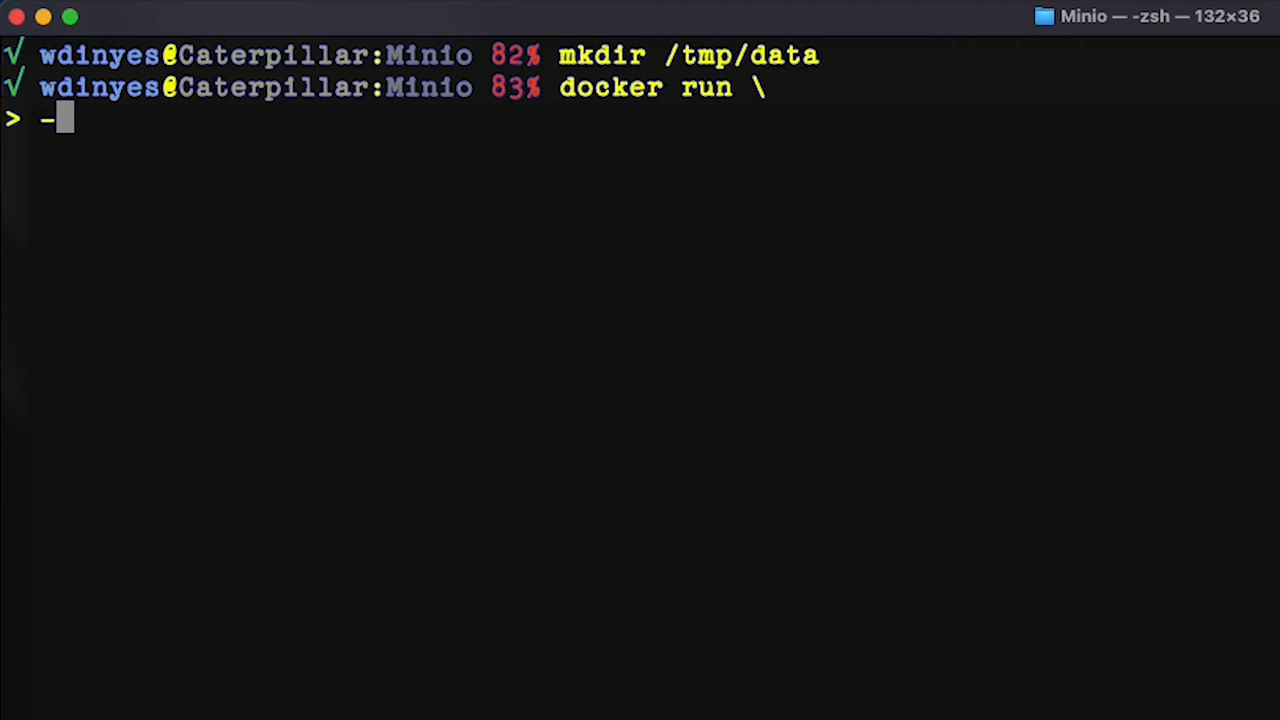 Minio — -zsh — 132×36
√ wdinyes@Caterpillar:Minio 82% mkdir /tmp/data
√ wdinyes@Caterpillar:Minio 83% docker run \
> -